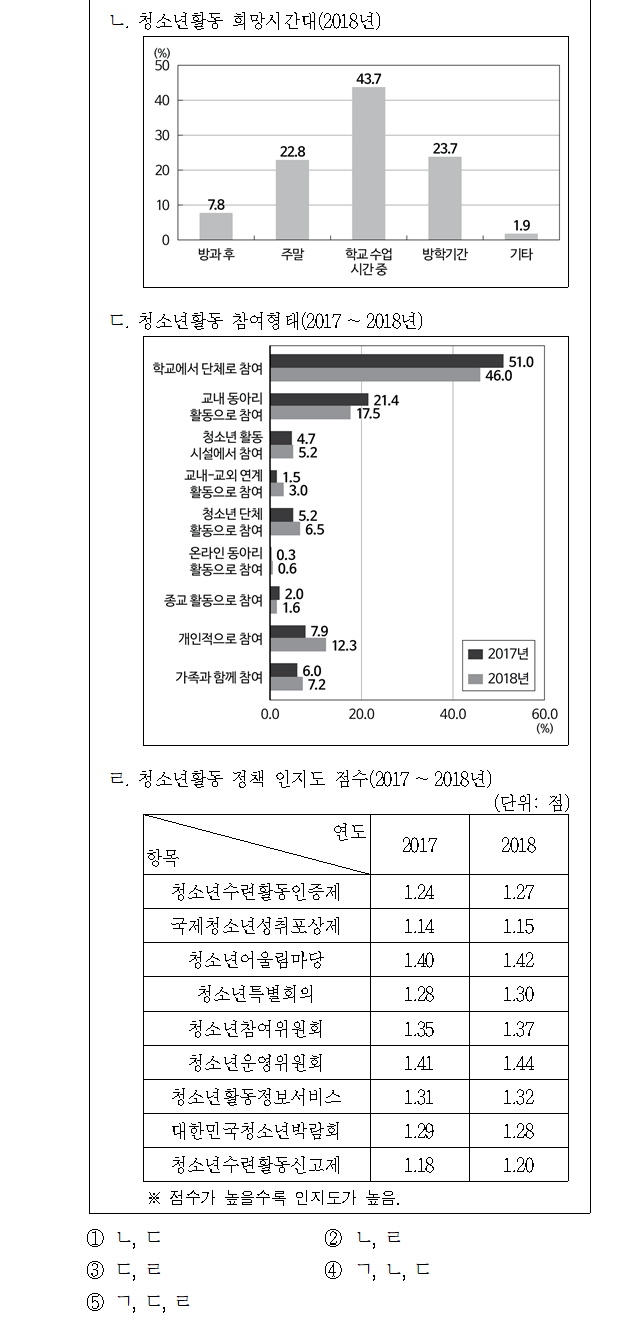 ㄴ. 청소년활동 희망시간대(2018년)
(%)
50
40
30
20
10
0
7.8
22.8
43.7
23.7
1.9
방과 후
주말
학교 수업
시간 중
방학기간
기타
ㄷ. 청소년활동 참여형태(2017 ~ 2018년)
학교에서 단체로 참여
51.0
46.0
교내 동아리
활동으로 참여
21.4
17.5
청소년 활동
시설에서 참여
4.7
5.2
교내-교외 연계
활동으로 참여
1.5
3.0
청소년 단체
활동으로 참여
5.2
6.5
온라인 동아리
활동으로 참여
0.3
0.6
종교 활동으로 참여
2.0
1.6
개인적으로 참여
7.9
12.3
가족과 함께 참여
6.0
7.2
2017년
2018년
0.0 20.0 40.0 60.0
(%)
ㄹ. 청소년활동 정책 인지도 점수(2017 ~ 2018년)
(단위: 점)
연도
항목
2017 2018
청소년수련활동인증제 1.24 1.27
국제청소년성취포상제 1.14 1.15
청소년어울림마당 1.40 1.42
청소년특별회의 1.28 1.30
청소년참여위원회 1.35 1.37
청소년운영위원회 1.41 1.44
청소년활동정보서비스 1.31 1.32
대한민국청소년박람회 1.29 1.28
청소년수련활동신고제 1.18 1.20
※ 점수가 높을수록 인지도가 높음.
① ㄴ, ㄷ ② ㄴ, ㄹ
③ ㄷ, ㄹ ④ ㄱ, ㄴ, ㄷ
⑤ ㄱ, ㄷ, ㄹ